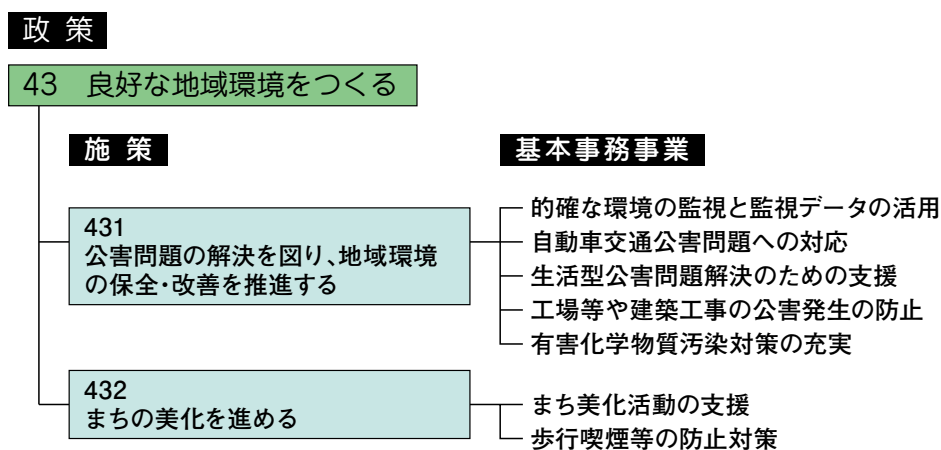 政 策
43 良好な地域環境をつくる
施 策
基本事務事業
431
公害問題の解決を図り、地域環境
の保全・改善を推進する
的確な環境の監視と監視データの活用
自動車交通公害問題への対応
生活型公害問題解決のための支援
工場等や建築工事の公害発生の防止
有害化学物質汚染対策の充実
432
まちの美化を進める
まち美化活動の支援
歩行喫煙等の防止対策